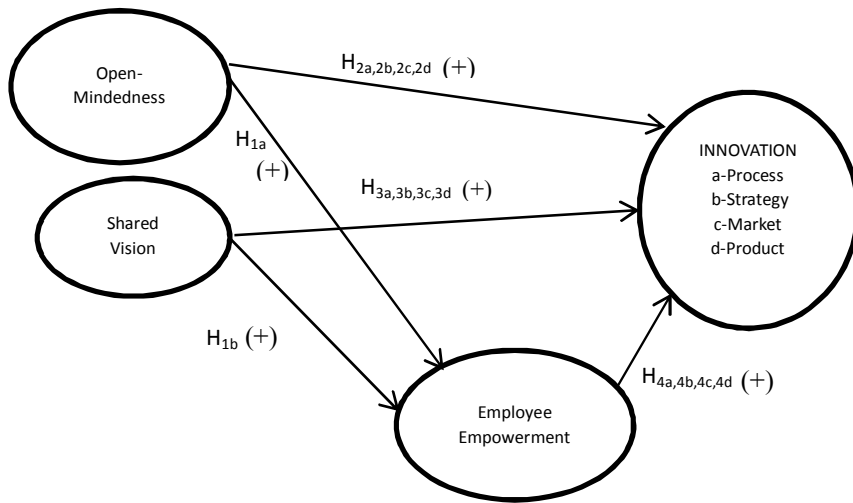 Open-
Mindedness
H2a,2b,2c,2d (+)
H1a
(+)
INNOVATION
a-Process
b-Strategy
c-Market
d-Product
H3a,3b,3c,3d (+)
Shared
Vision
H1b (+)
H4a,4b,4c,4d (+)
Employee
Empowerment